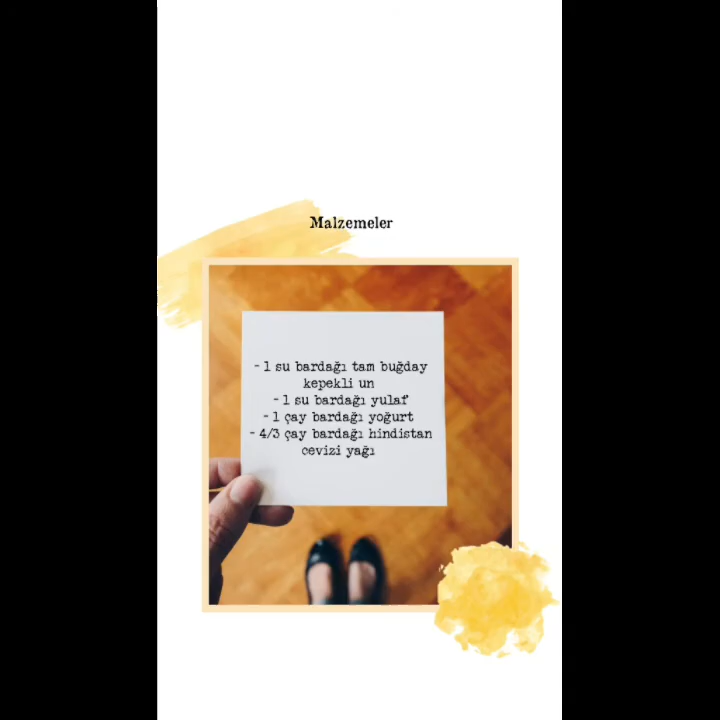 Malzemeler
- 1 su bardağı tam buğday
kepekli un
- 1 su bardağı yulaf
- 1 çay bardağı yoğurt
- 4/3 çay bardağı hindistan
cevizi yağı